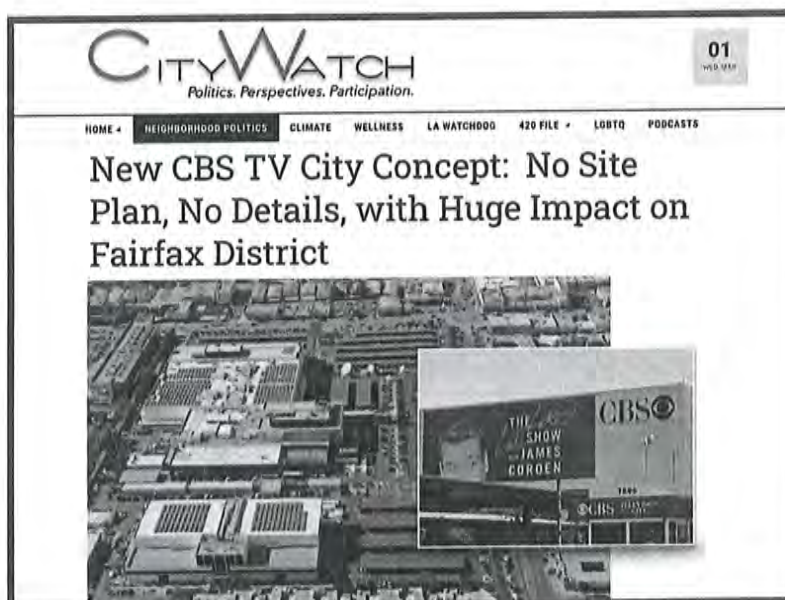 CITYWATCH
Politics. Perspectives. Participation.
01
HOME
NEIGHBORHOOD POLITICS
CLIMATE
WELLNESS
LA WATCHDOG
420 FILE
LGBTQ
PODCASTS
New CBS TV City Concept: No Site
Plan, No Details, with Huge Impact on
Fairfax District
THE
SHOW
JAMES
CORDEN
CBS
CBS